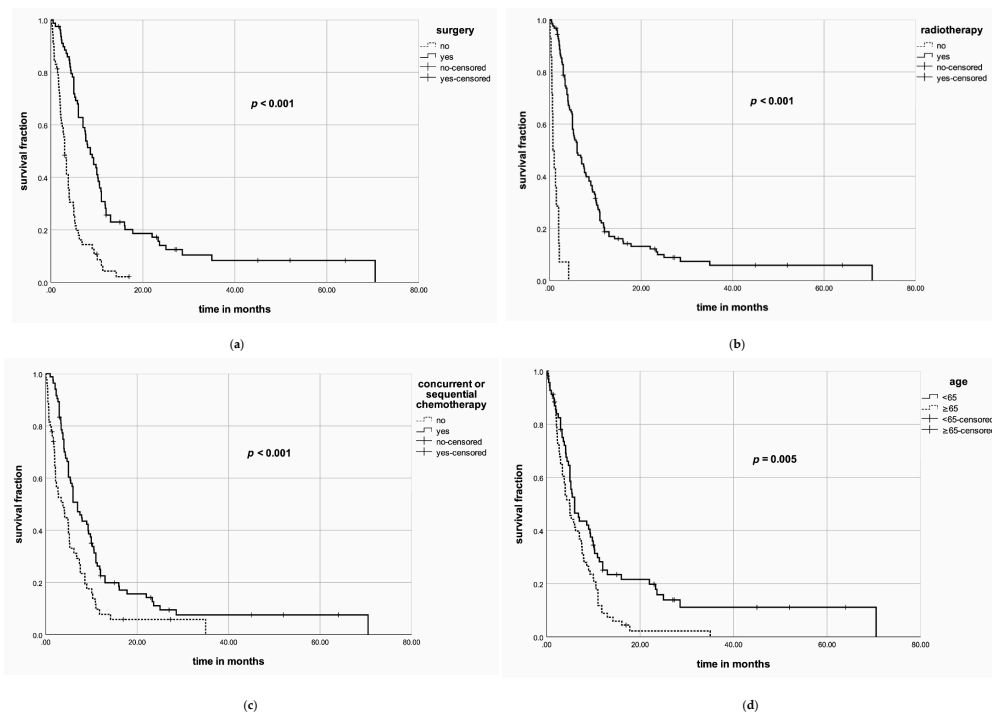 surgery
no
yes
no-censored
yes-censored
p < 0.001
survival fraction
1.0
0.8
0.6
0.4
0.2
0.0
.00
20.00
40.00
60.00
80.00
time in months
(a)
radiotherapy
no
yes
no-censored
yes-censored
p < 0.001
survival fraction
1.0
0.8
0.6
0.4
0.2
0.0
.00
20.00
40.00
60.00
80.00
time in months
(b)
concurrent or
sequential
chemotherapy
no
yes
no-censored
yes-censored
p < 0.001
survival fraction
1.0
0.8
0.6
0.4
0.2
0.0
.00
20.00
40.00
60.00
80.00
time in months
(c)
age
<65
≥65
<65-censored
≥65-censored
p = 0.005
survival fraction
1.0
0.8
0.6
0.4
0.2
0.0
.00
20.00
40.00
60.00
80.00
time in months
(d)